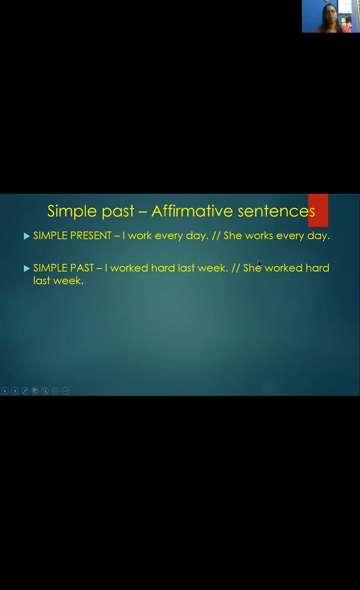 Simple past – Affirmative sentences
SIMPLE PRESENT – I work every day. // She works every day.
SIMPLE PAST – I worked hard last week. // She worked hard
last week.